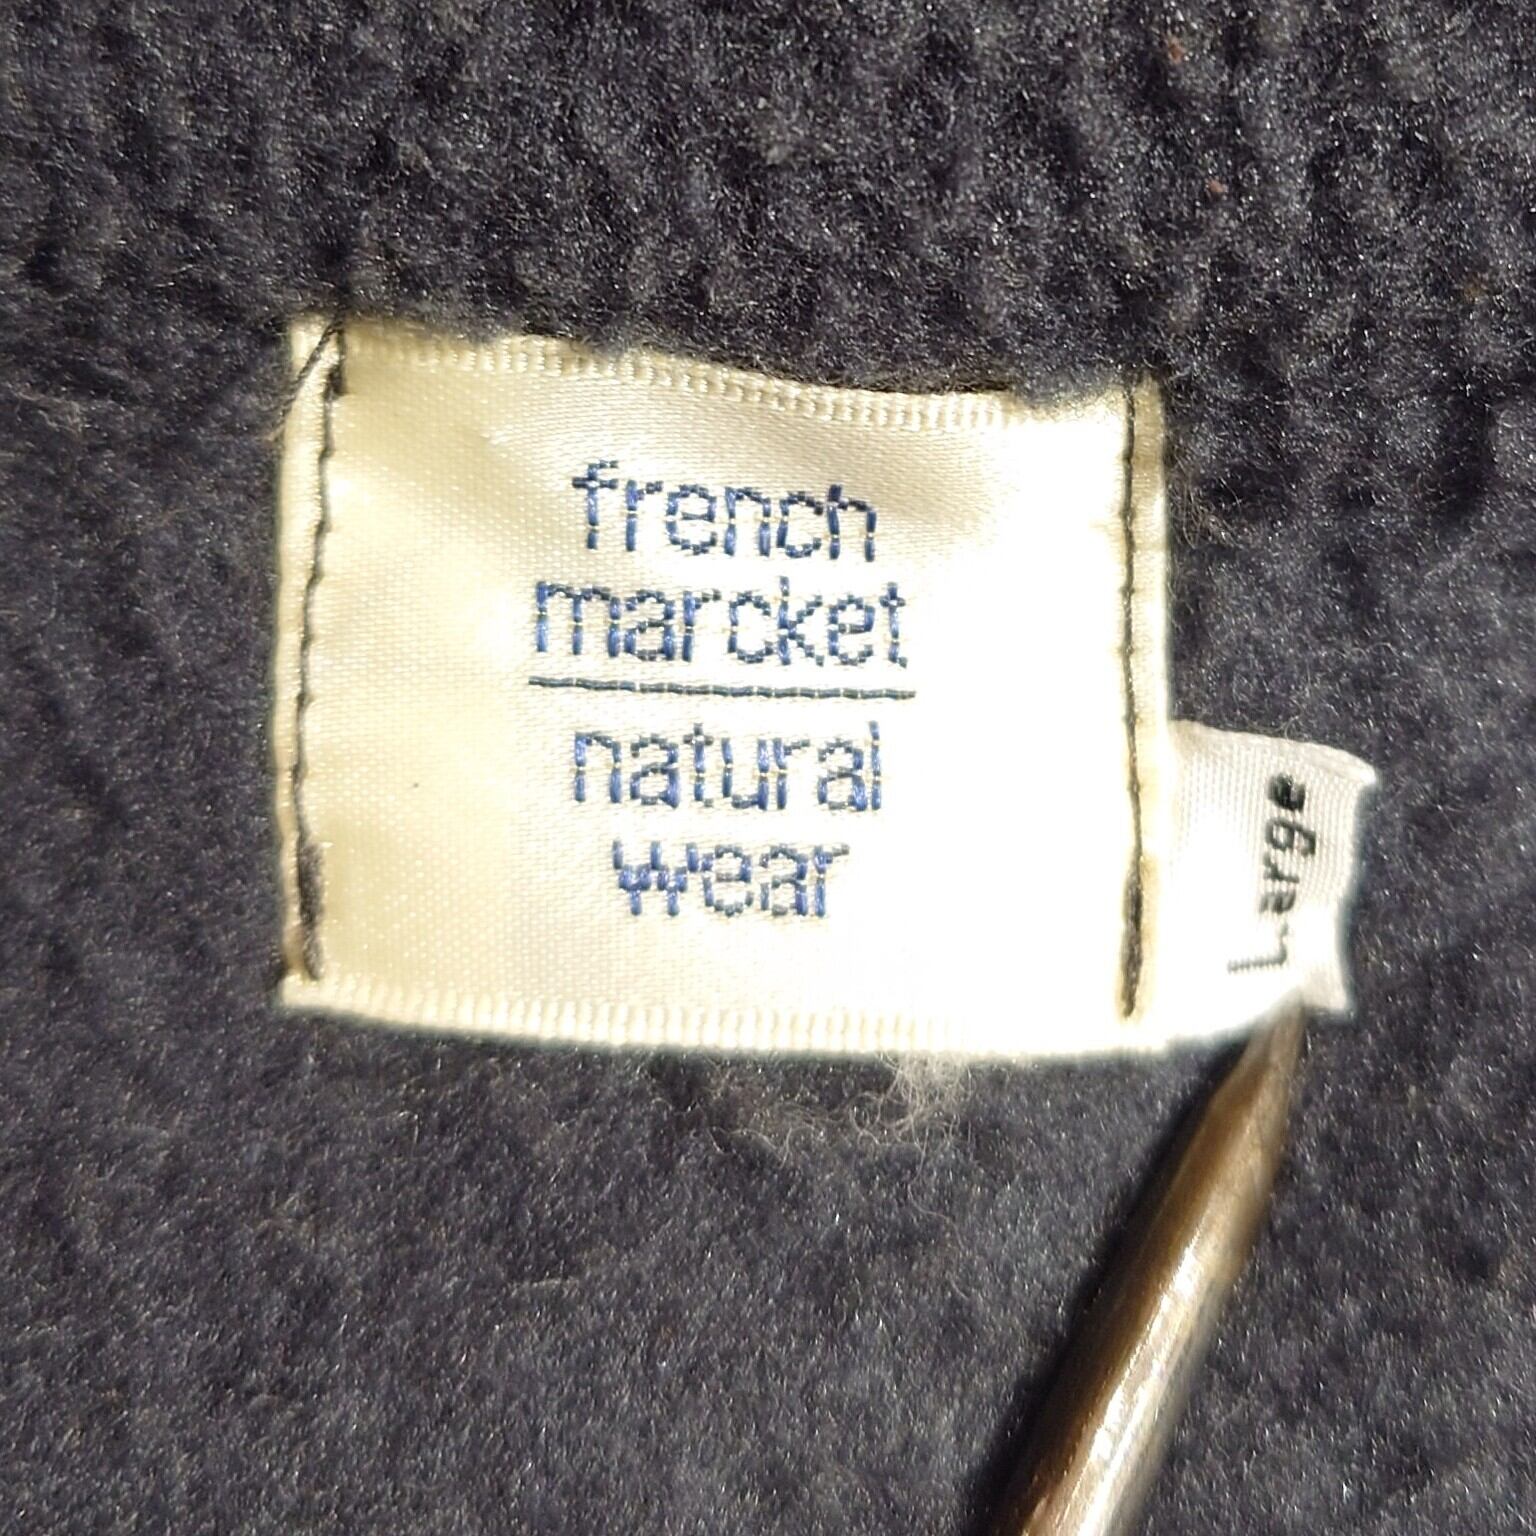 french
marcket
natural
wear
Large